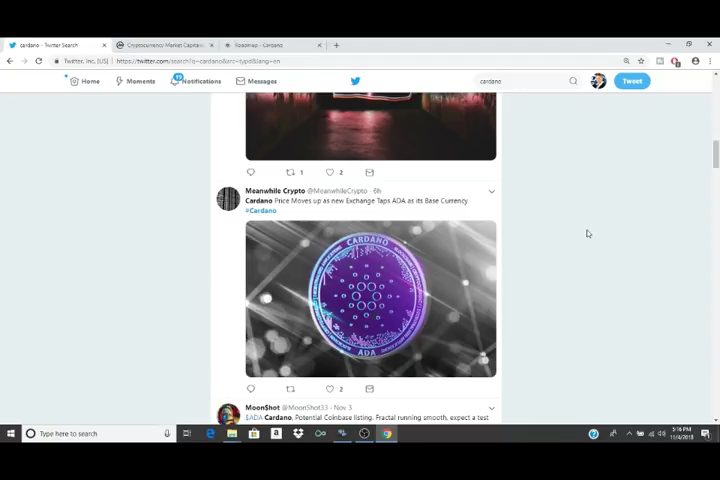 cardano - Twitter Search
Cryptocurrency Market Capitali
Roadmap - Cardano
Twitter, Inc. [US]
https://twitter.com/search?q=cardano&src=typd&lang=en
Home
Moments
Notifications
Messages
cardano
Tweet
1
2
Meanwhile Crypto @MeanwhileCrypto · 6h
Cardano Price Moves up as new Exchange Taps ADA as its Base Currency
#Cardano
CARDANO
ADA
2
Moon$hot @MoonShot33 · Nov 3
$ADA Cardano, Potential Coinbase listing. Fractal running smooth, expect a test
Type here to search
5:16 PM
11/4/2018